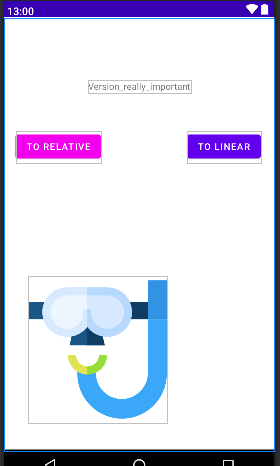 13:00
Version_really_important
TO RELATIVE
TO LINEAR